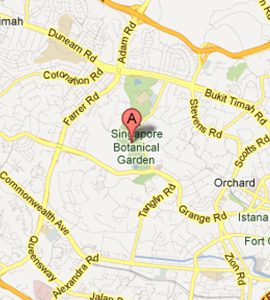 imah
Dunearn Rd
Adam Rd
Coronation Rd
Bukit Timah Rd
Farrer Rd
Stevens Rd
A
Singapore
Botanical
Garden
Scotts Rd
Orchard
Commonwealth Ave
Tanglin Rd
Grange Rd
Istana
Fort C
Queensway
Zion Rd
Alexandra Rd
Jalan